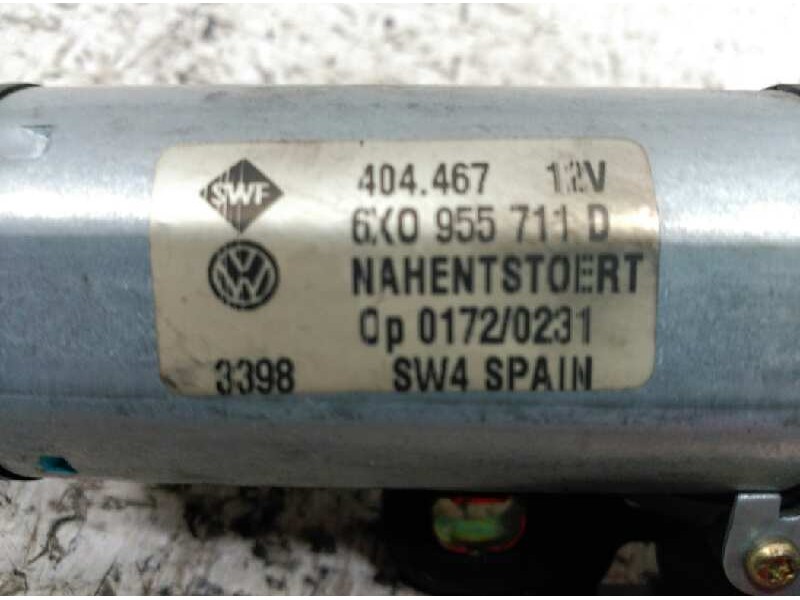 SWF 404.467 12V
6X0 955 711 D
NAHENTSTOERT
Op 0172/0231
3398 SW4 SPAIN